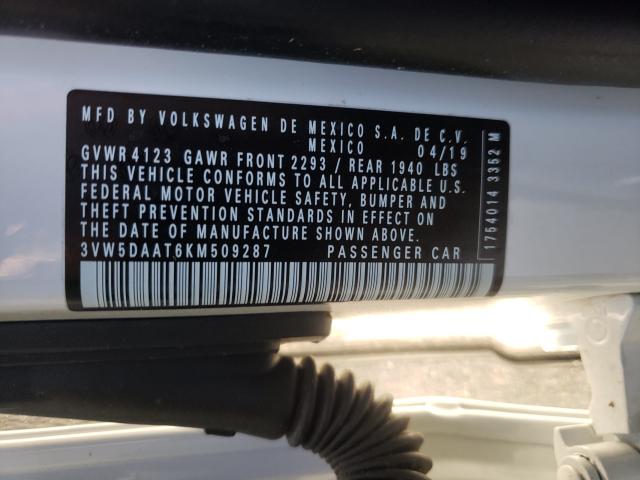 MFD BY VOLKSWAGEN DE MEXICO S.A. DE C.V.
MEXICO 04/19
GVWR 4123 GAWR FRONT 2293 / REAR 1940 LBS
THIS VEHICLE CONFORMS TO ALL APPLICABLE U.S.
FEDERAL MOTOR VEHICLE SAFETY, BUMPER AND
THEFT PREVENTION STANDARDS IN EFFECT ON
THE DATE OF MANUFACTURE SHOWN ABOVE.
3VW5DAAT6KM509287 PASSENGER CAR
1754014 3352 M